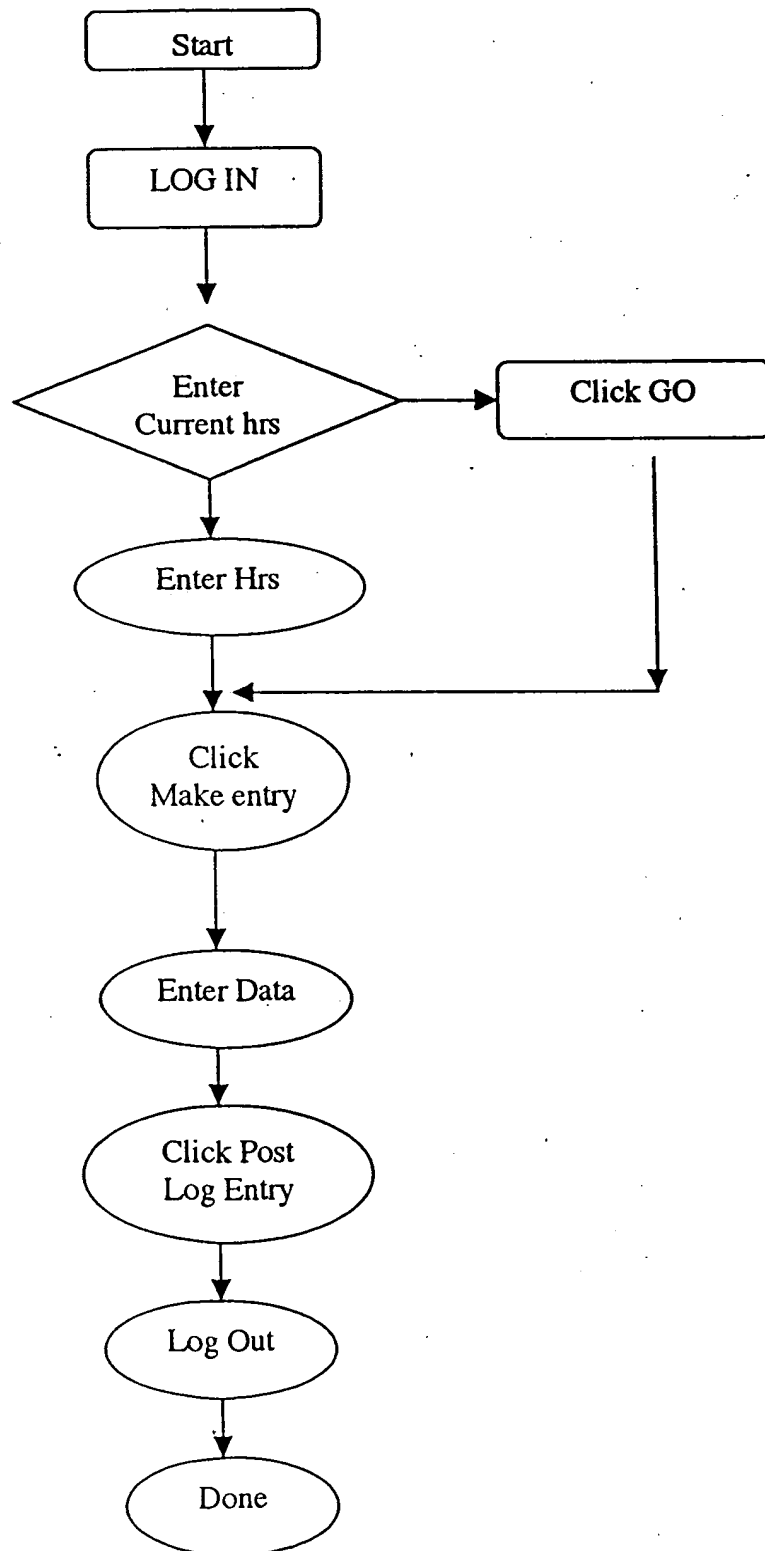 Start
LOG IN
Enter
Current hrs
Click GO
Enter Hrs
Click
Make entry
Enter Data
Click Post
Log Entry
Log Out
Done